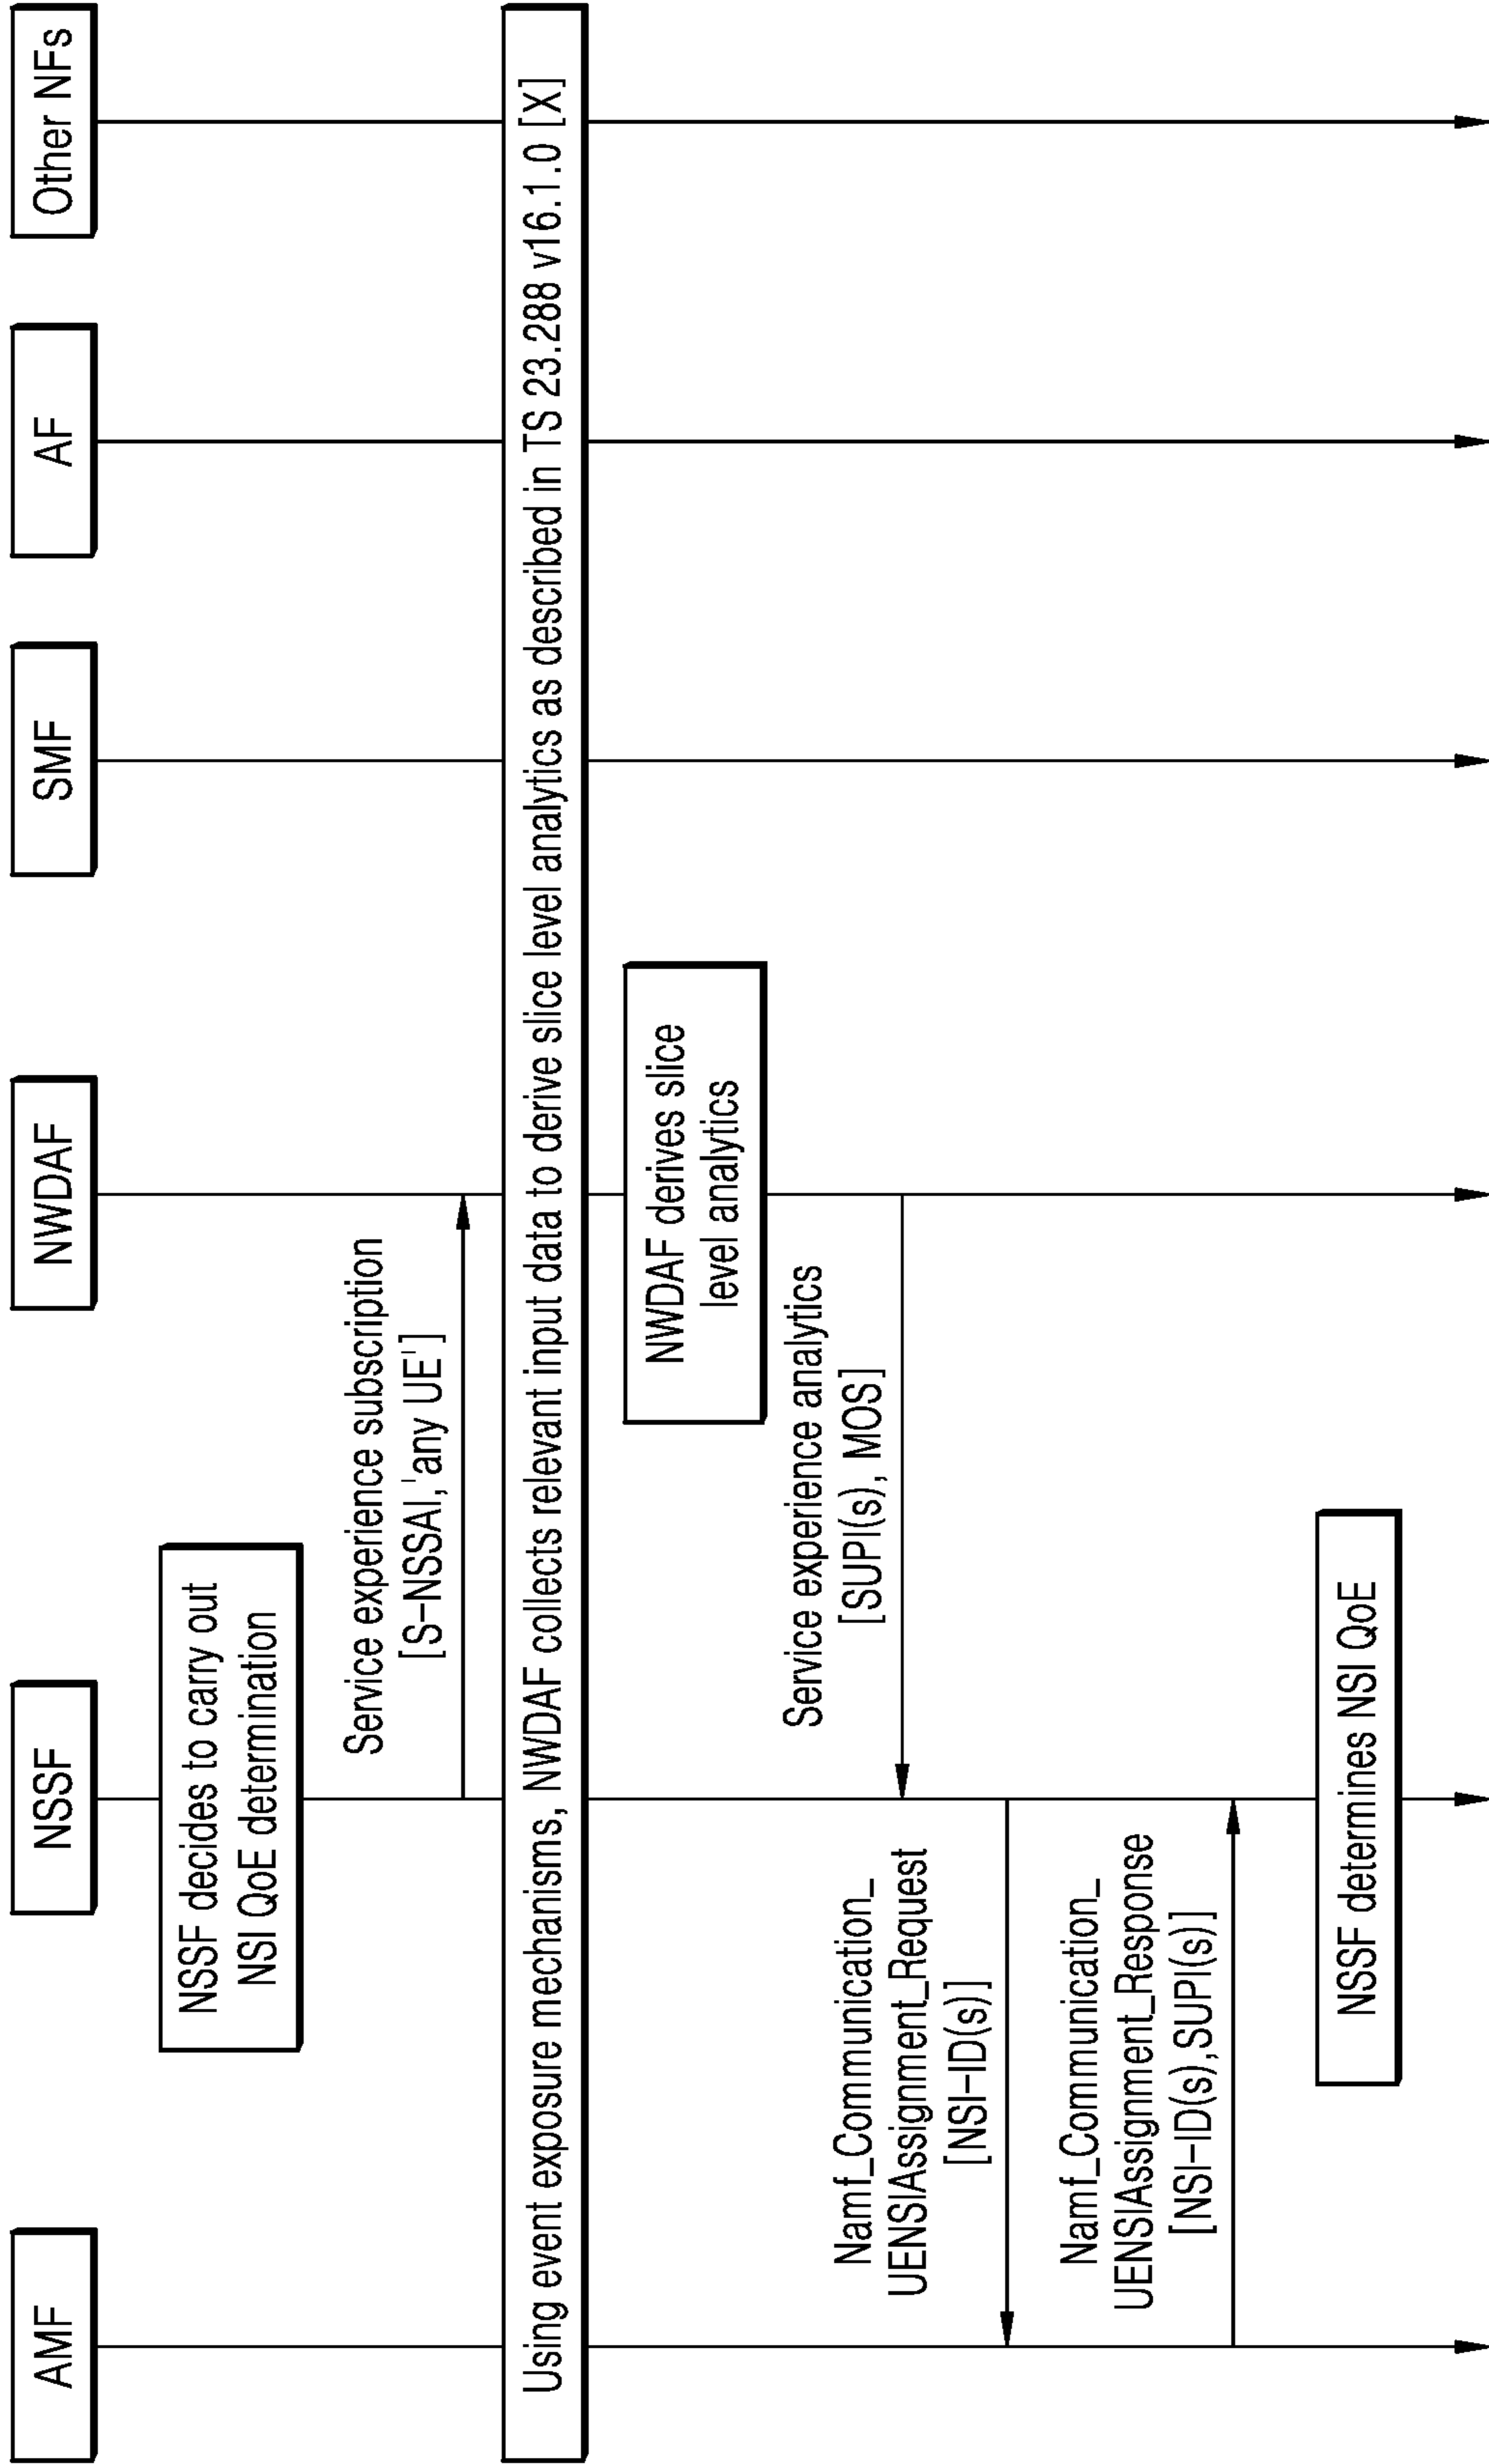 AMF
NSSF
NWDAF
SMF
AF
Other NFs
NSSF decides to carry out
NSI QoE determination
Service experience subscription
[S-NSSAI,'any UE']
Using event exposure mechanisms, NWDAF collects relevant input data to derive slice level analytics as described in TS 23.288 v16.1.0 [X]
NWDAF derives slice
level analytics
Service experience analytics
[SUPI(s), MOS]
Namf_Communication_
UENSIAssignment_Request
[NSI-ID(s)]
Namf_Communication_
UENSIAssignment_Response
[NSI-ID(s),SUPI(s)]
NSSF determines NSI QoE